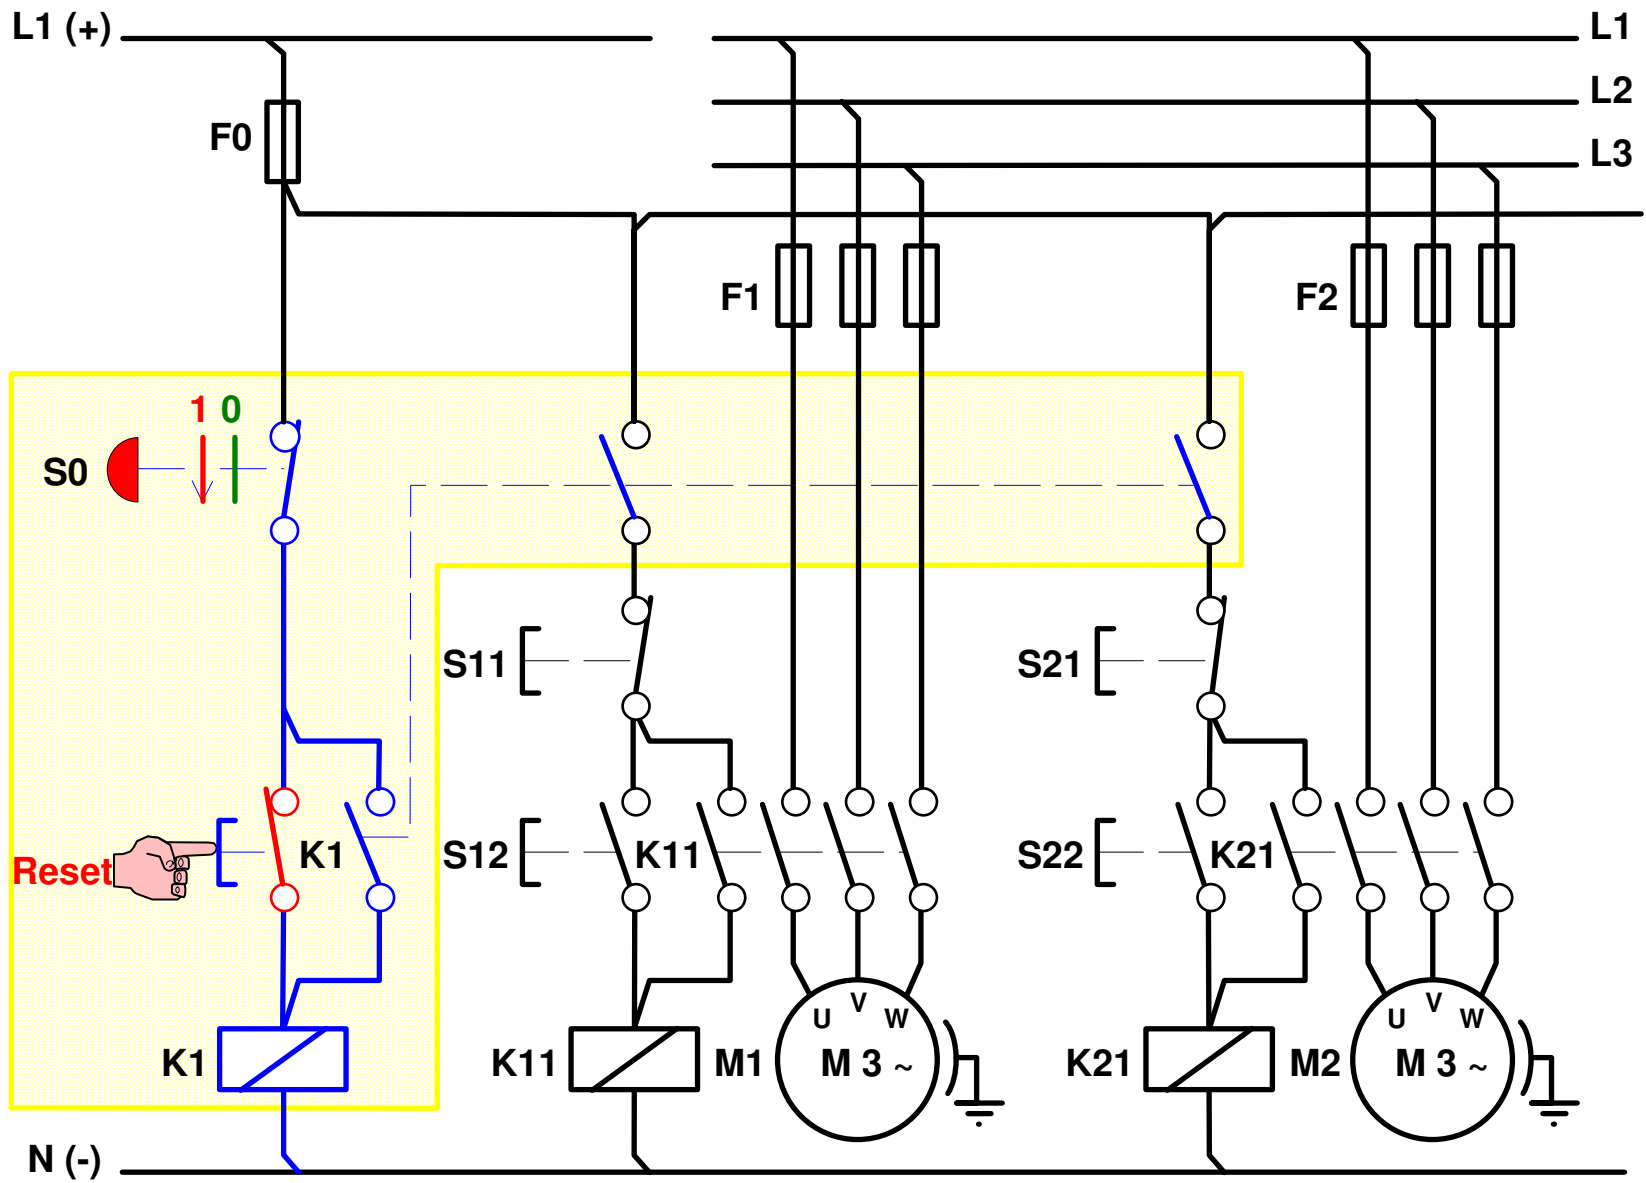 L1 (+)
L1
L2
L3
F0
F1
F2
1 0
S0
S11
S21
Reset
K1
S12
K11
S22
K21
U V W
U V W
K1
K11
M1
M 3 ~
K21
M2
M 3 ~
N (-)